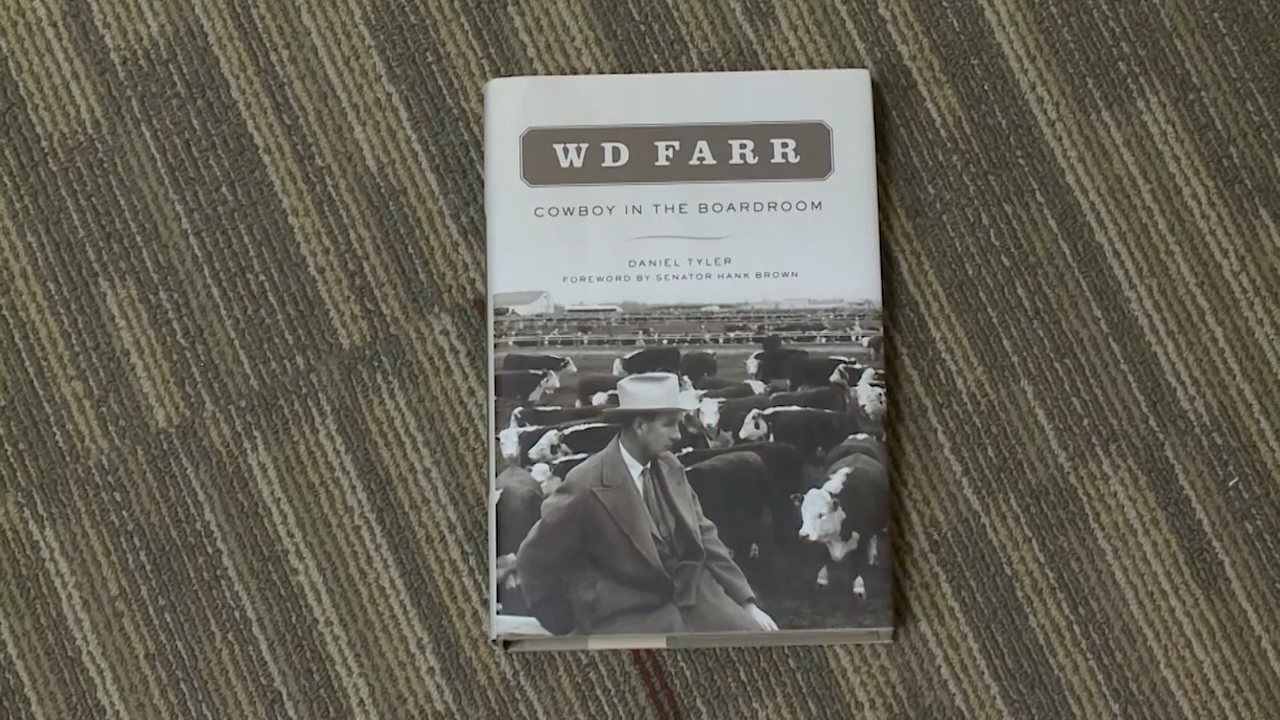 WD FARR
COWBOY IN THE BOARDROOM
DANIEL TYLER
FOREWORD BY SENATOR HANK BROWN